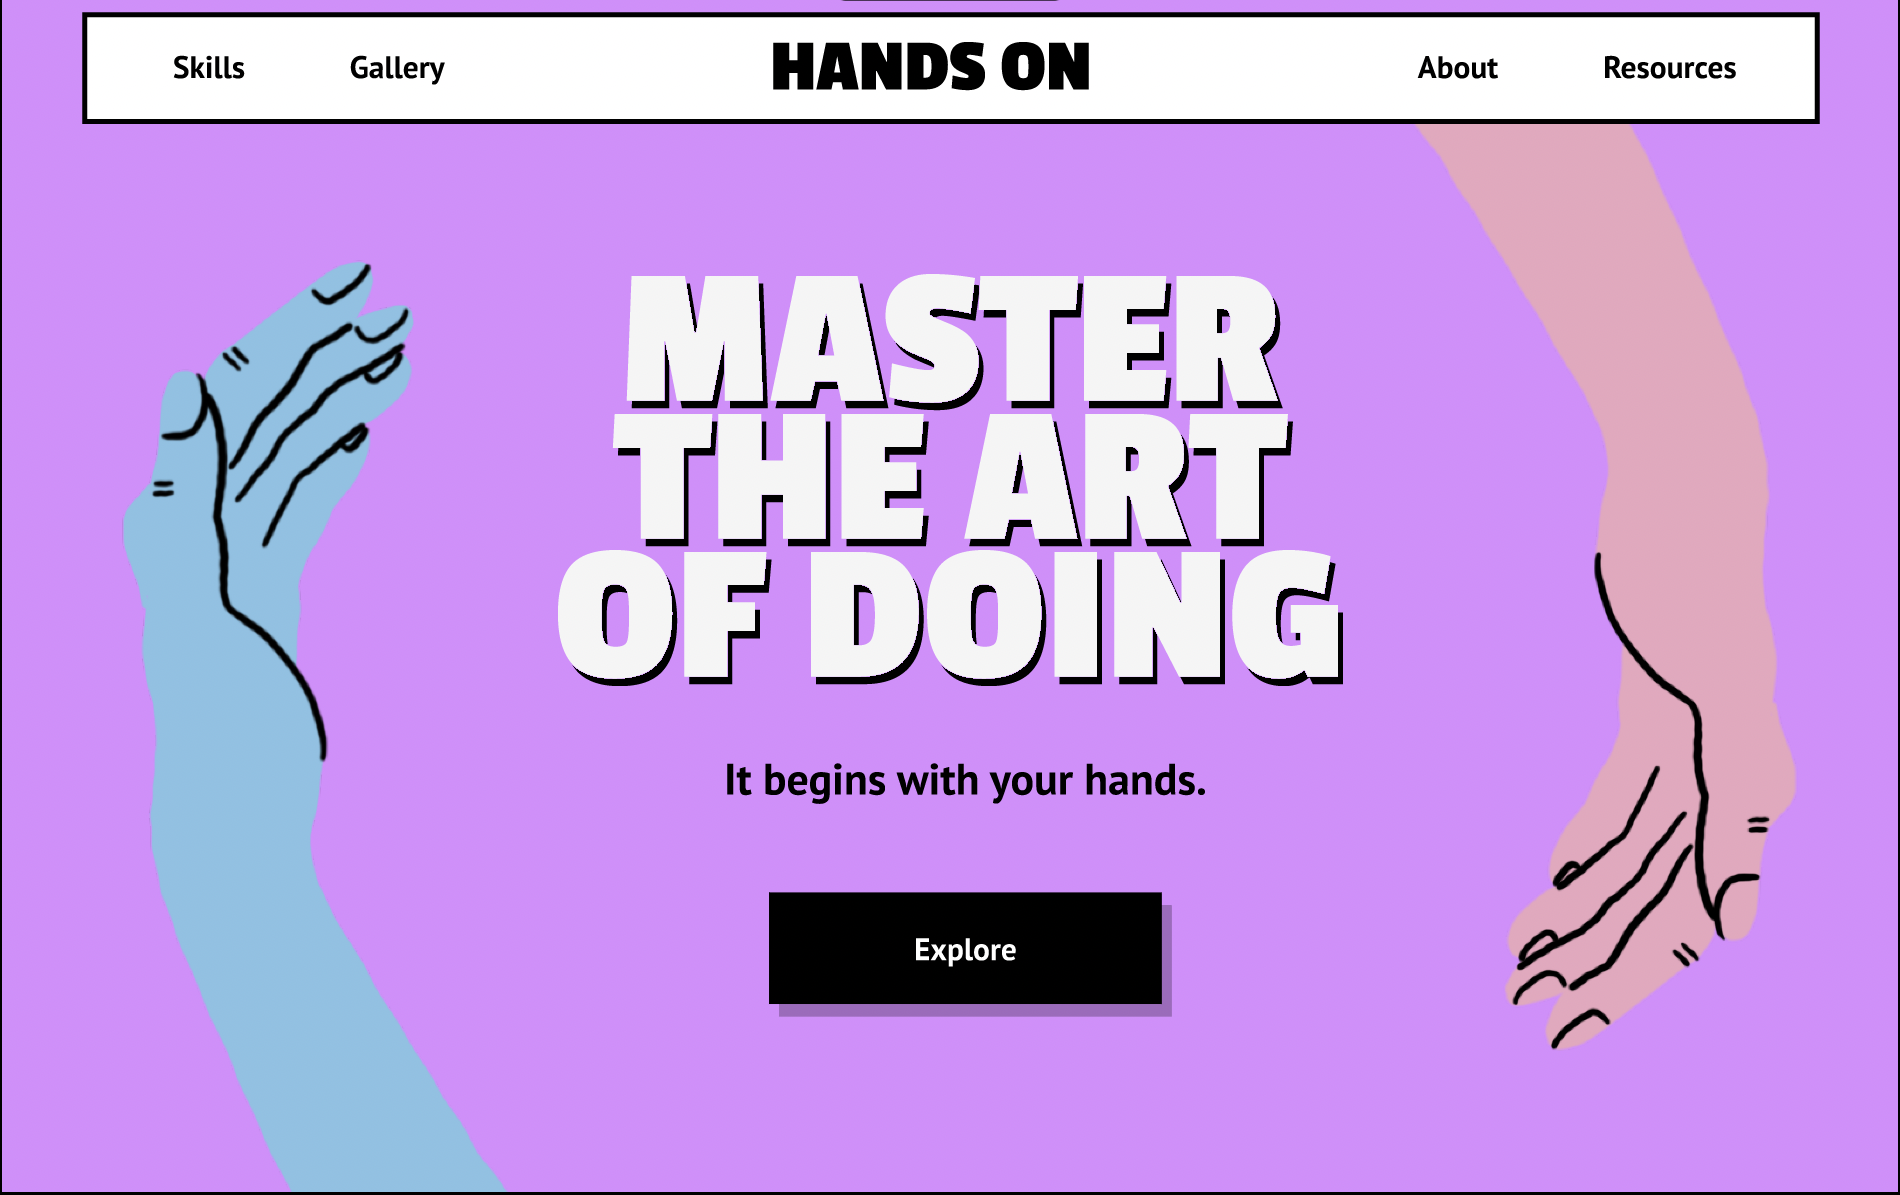 Skills
Gallery
HANDS ON
About
Resources
MASTER
THE ART
OF DOING
It begins with your hands.
Explore